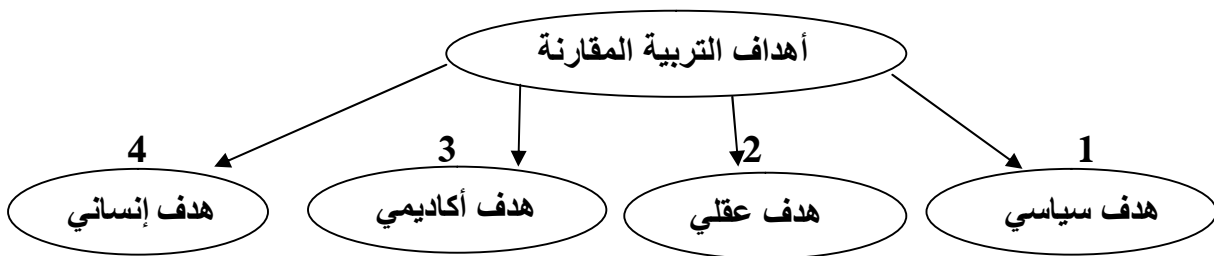 أهداف التربية المقارنة
1 2 3 4
هدف سياسي هدف عقلي هدف أكاديمي هدف إنساني